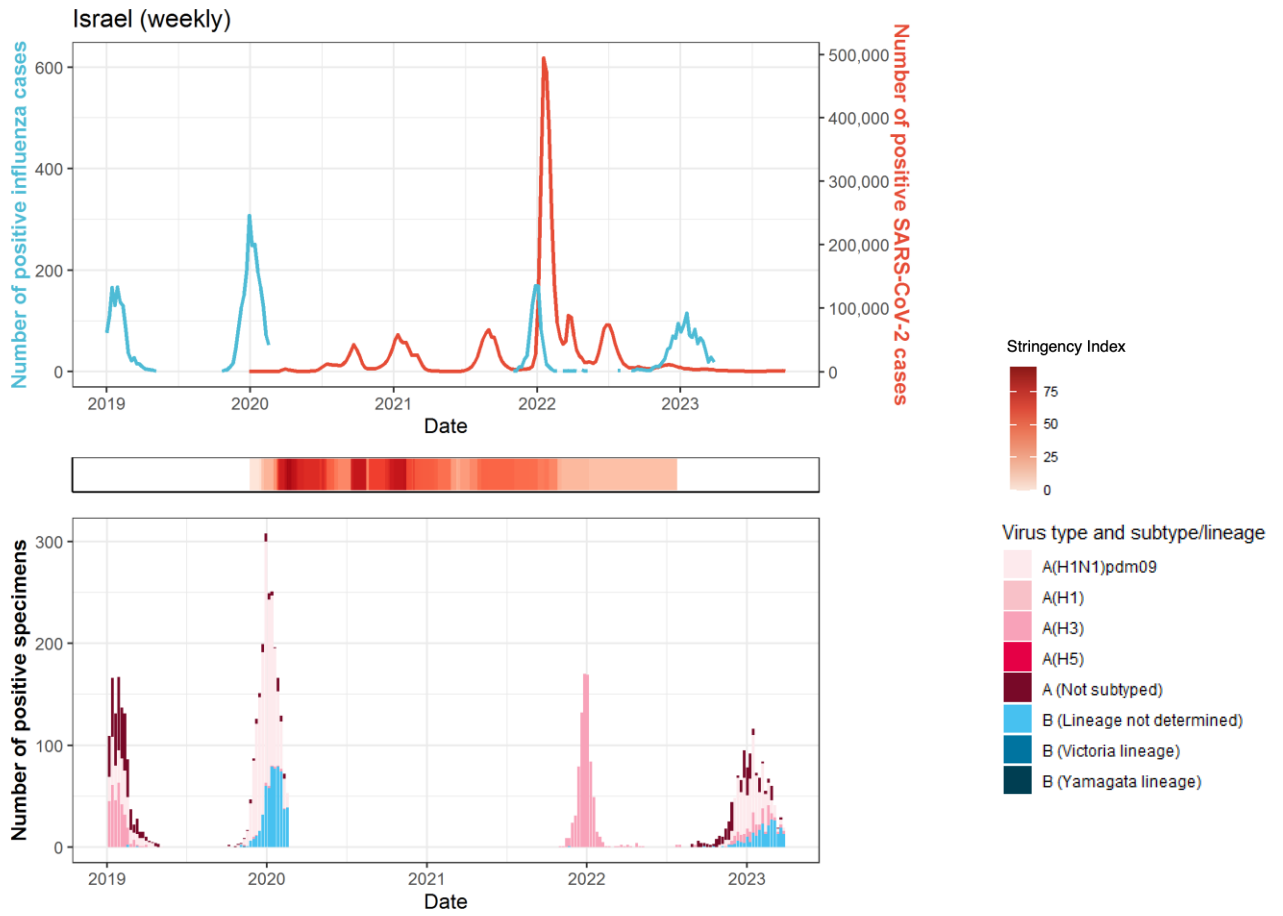 Israel (weekly)
Number of positive influenza cases
600
400
200
0
500,000
400,000
300,000
200,000
100,000
0
Number of positive SARS-CoV-2 cases
2019 2020 2021 2022 2023
Date
Stringency Index
75
50
25
0
Number of positive specimens
300
200
100
0
2019 2020 2021 2022 2023
Date
Virus type and subtype/lineage
A(H1N1)pdm09
A(H1)
A(H3)
A(H5)
A (Not subtyped)
B (Lineage not determined)
B (Victoria lineage)
B (Yamagata lineage)